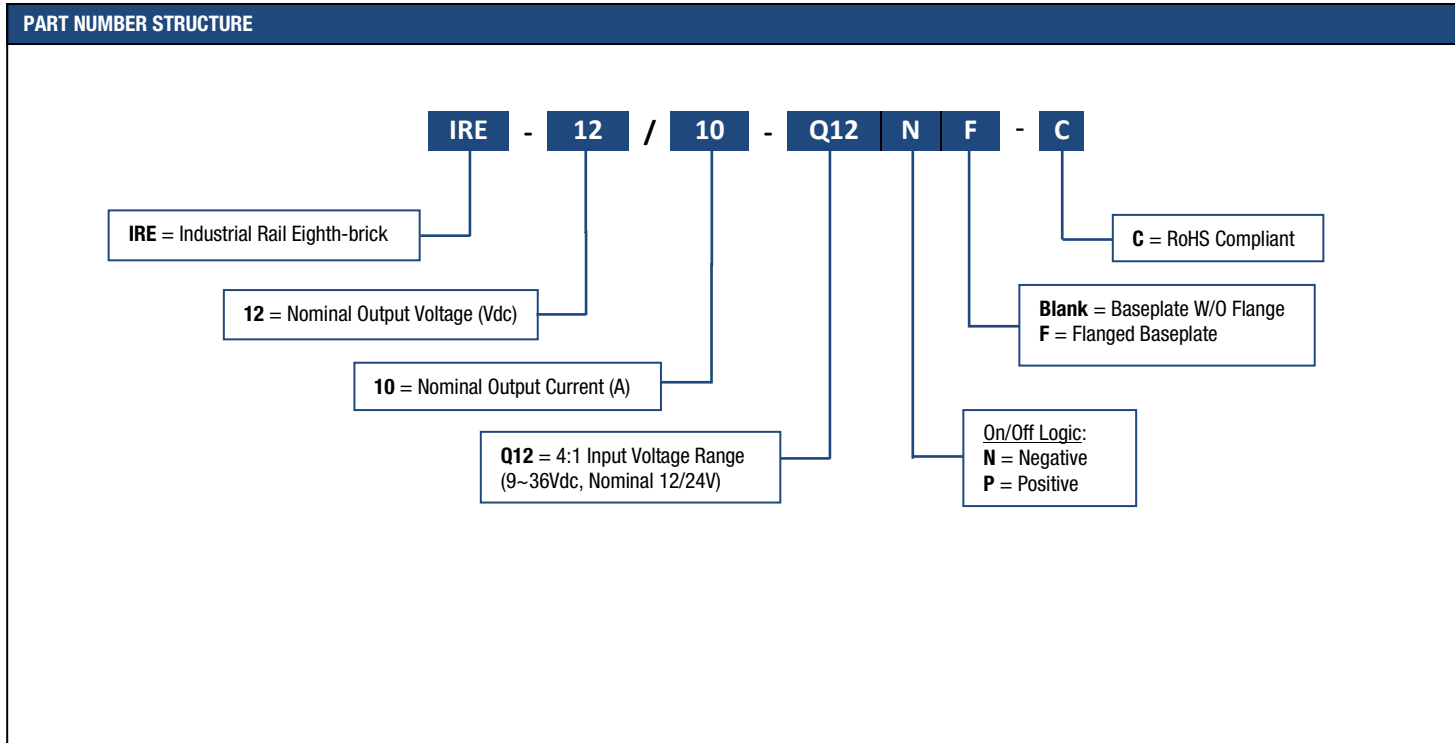 PART NUMBER STRUCTURE
IRE - 12 / 10 - Q12 N F - C
IRE = Industrial Rail Eighth-brick
C = RoHS Compliant
12 = Nominal Output Voltage (Vdc)
Blank = Baseplate W/O Flange
F = Flanged Baseplate
10 = Nominal Output Current (A)
On/Off Logic:
N = Negative
P = Positive
Q12 = 4:1 Input Voltage Range
(9~36Vdc, Nominal 12/24V)